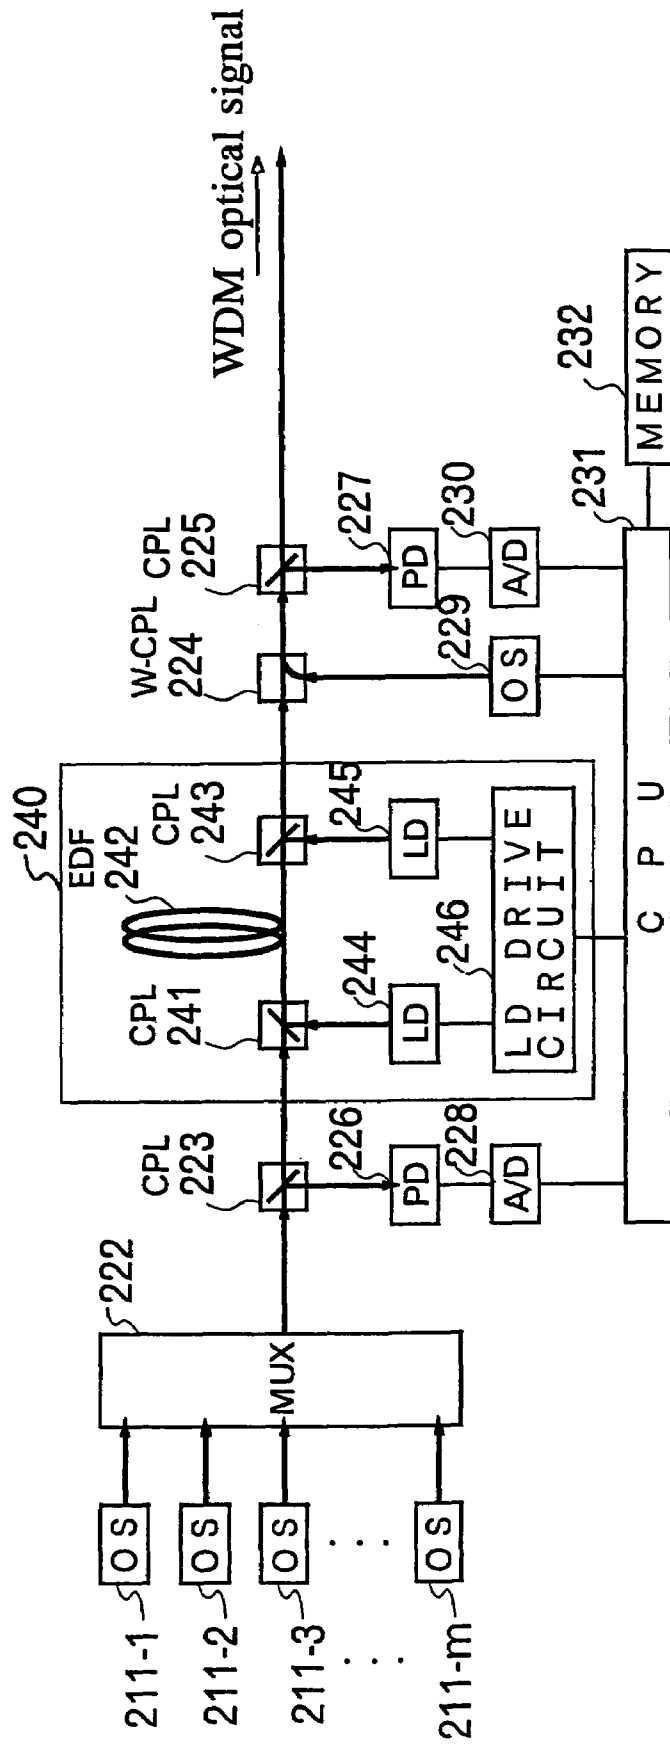 WDM optical signal
211-1
OS
211-2
OS
211-3
OS
. . .
. . .
211-m
OS
222
MUX
CPL
223
226
PD
228
A/D
240
EDF
242
CPL
241
CPL
243
244
LD
245
LD
246
LD DRIVE
CIRCUIT
W-CPL
224
229
OS
CPL
225
227
PD
230
A/D
231
CPU
232
MEMORY